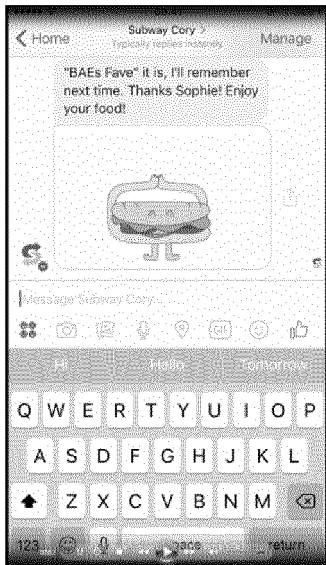 Home
Subway Cory >
Typically replies instantly
Manage
"BAEs Fave" it is, I'll remember
next time. Thanks Sophie! Enjoy
your food!
Message Subway Cory...
GIF
Hi
Hello
Tomorrow
Q W E R T Y U I O P
A S D F G H J K L
Z X C V B N M
123
space
return